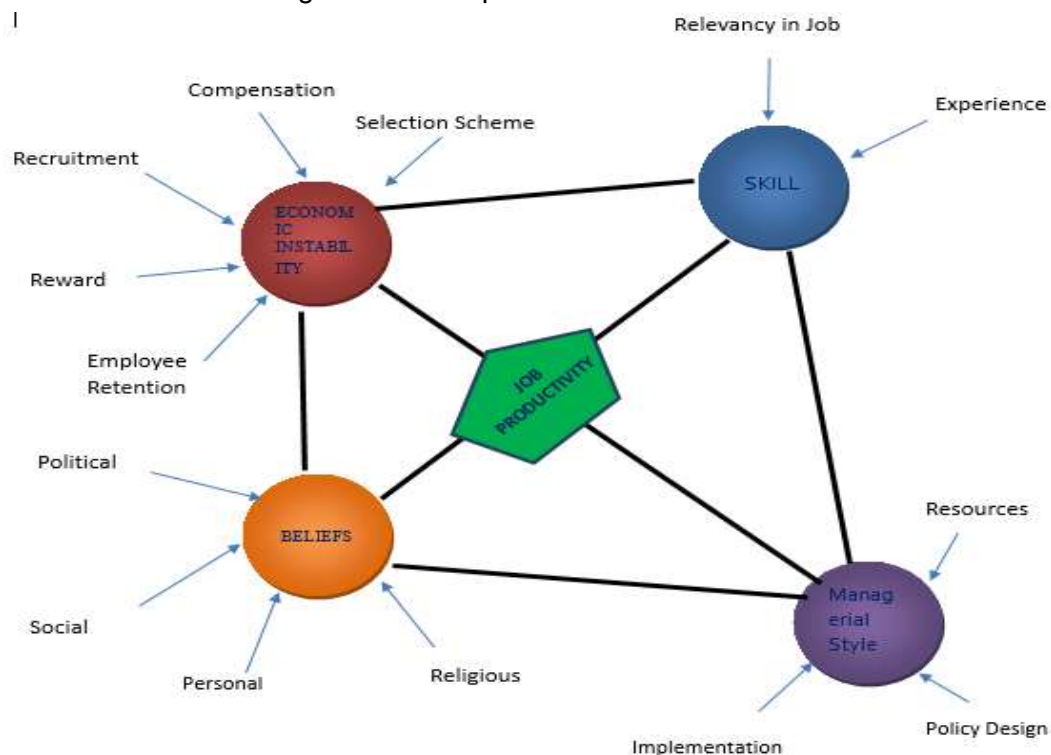 I
Relevancy in Job
Compensation
Experience
Selection Scheme
Recruitment
SKILL
ECONOM
IC
INSTABIL
ITY
Reward
Employee
Retention
JOB
PRODUCTIVITY
Political
Resources
BELIEFS
Manag
erial
Style
Social
Religious
Personal
Policy Design
Implementation